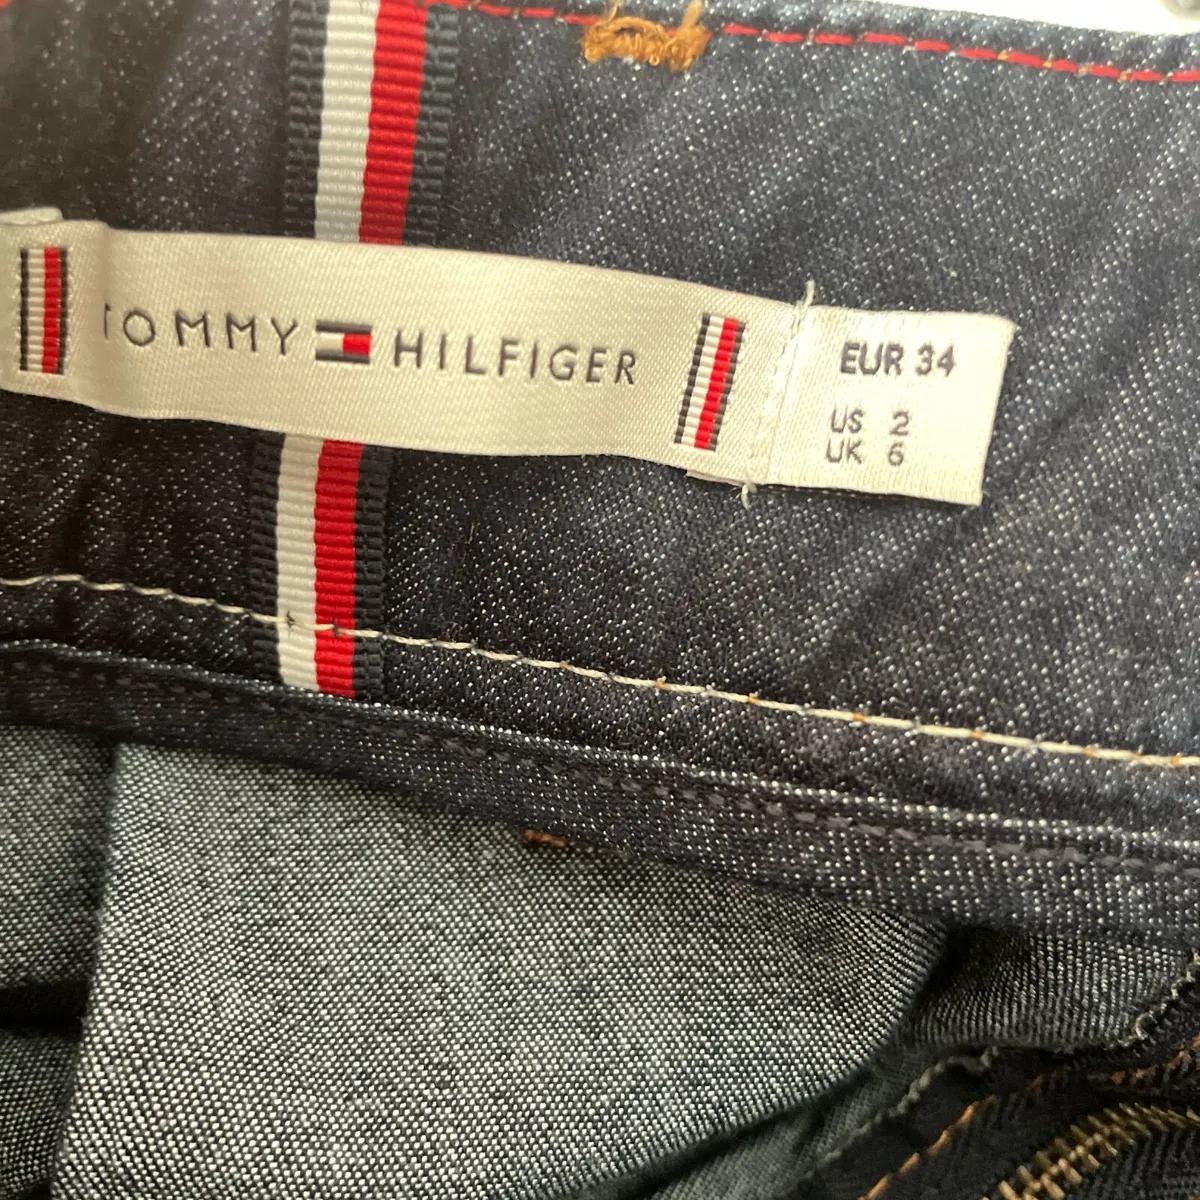 TOMMY HILFIGER
EUR 34
US 2
UK 6